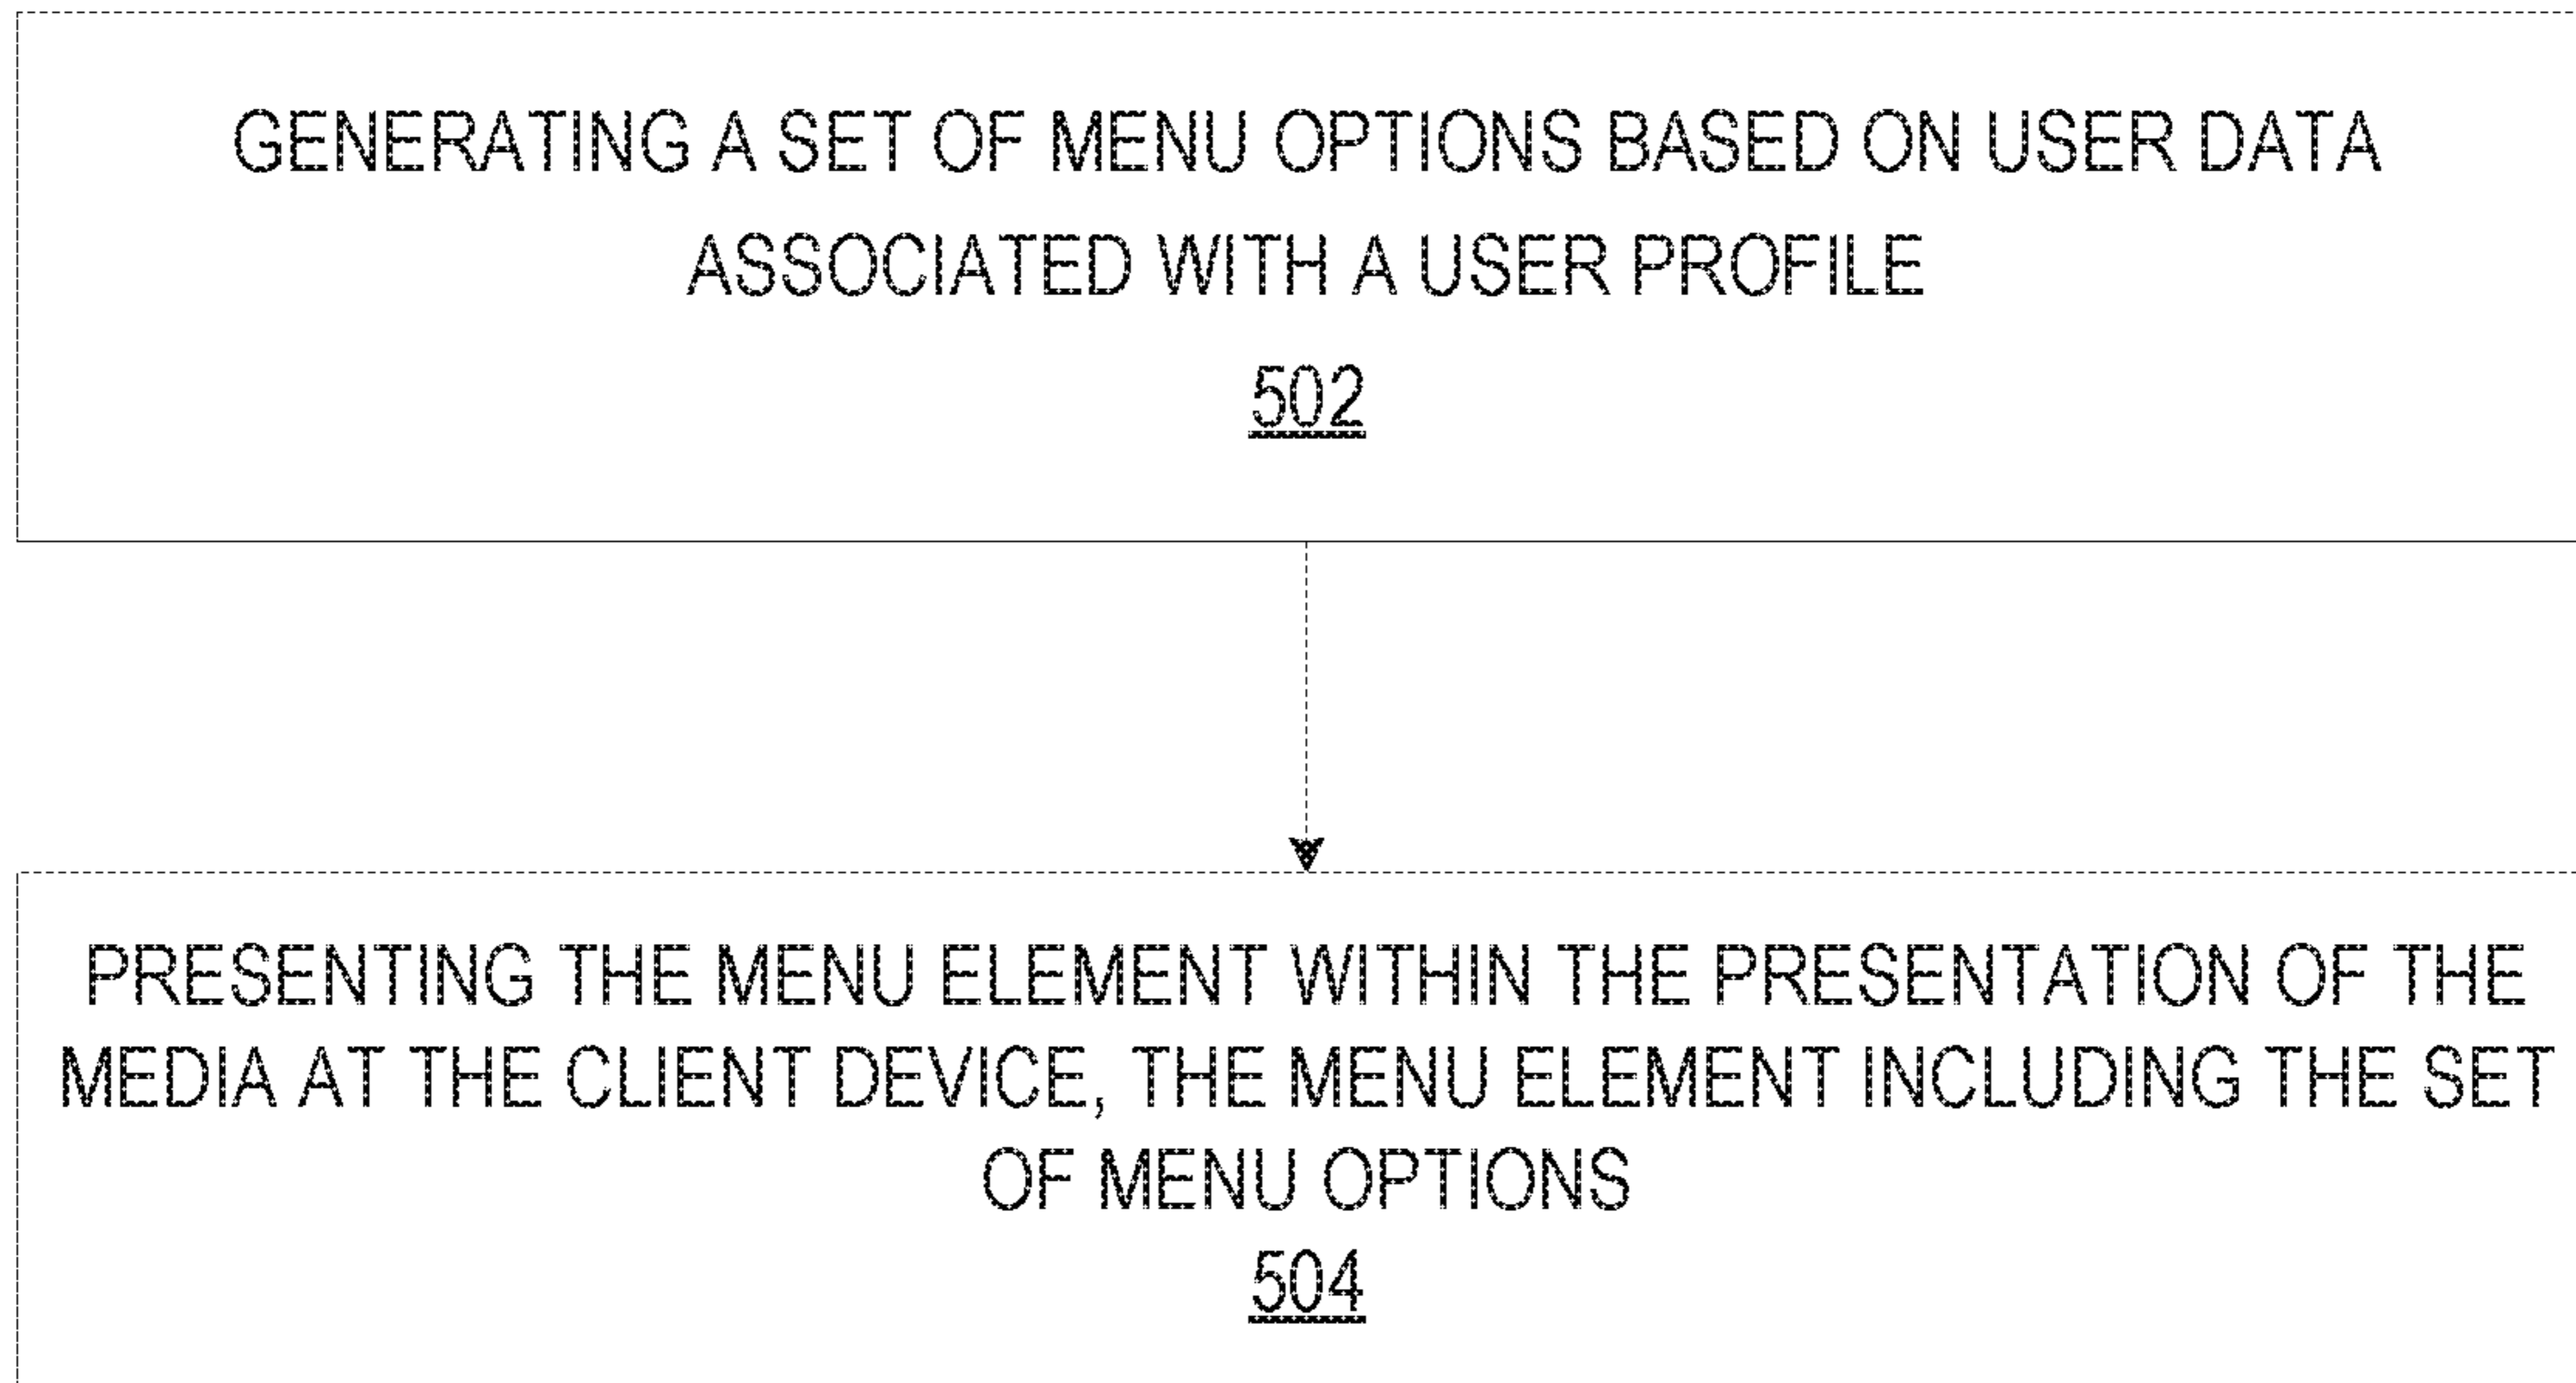 GENERATING A SET OF MENU OPTIONS BASED ON USER DATA
ASSOCIATED WITH A USER PROFILE
502
PRESENTING THE MENU ELEMENT WITHIN THE PRESENTATION OF THE
MEDIA AT THE CLIENT DEVICE, THE MENU ELEMENT INCLUDING THE SET
OF MENU OPTIONS
504